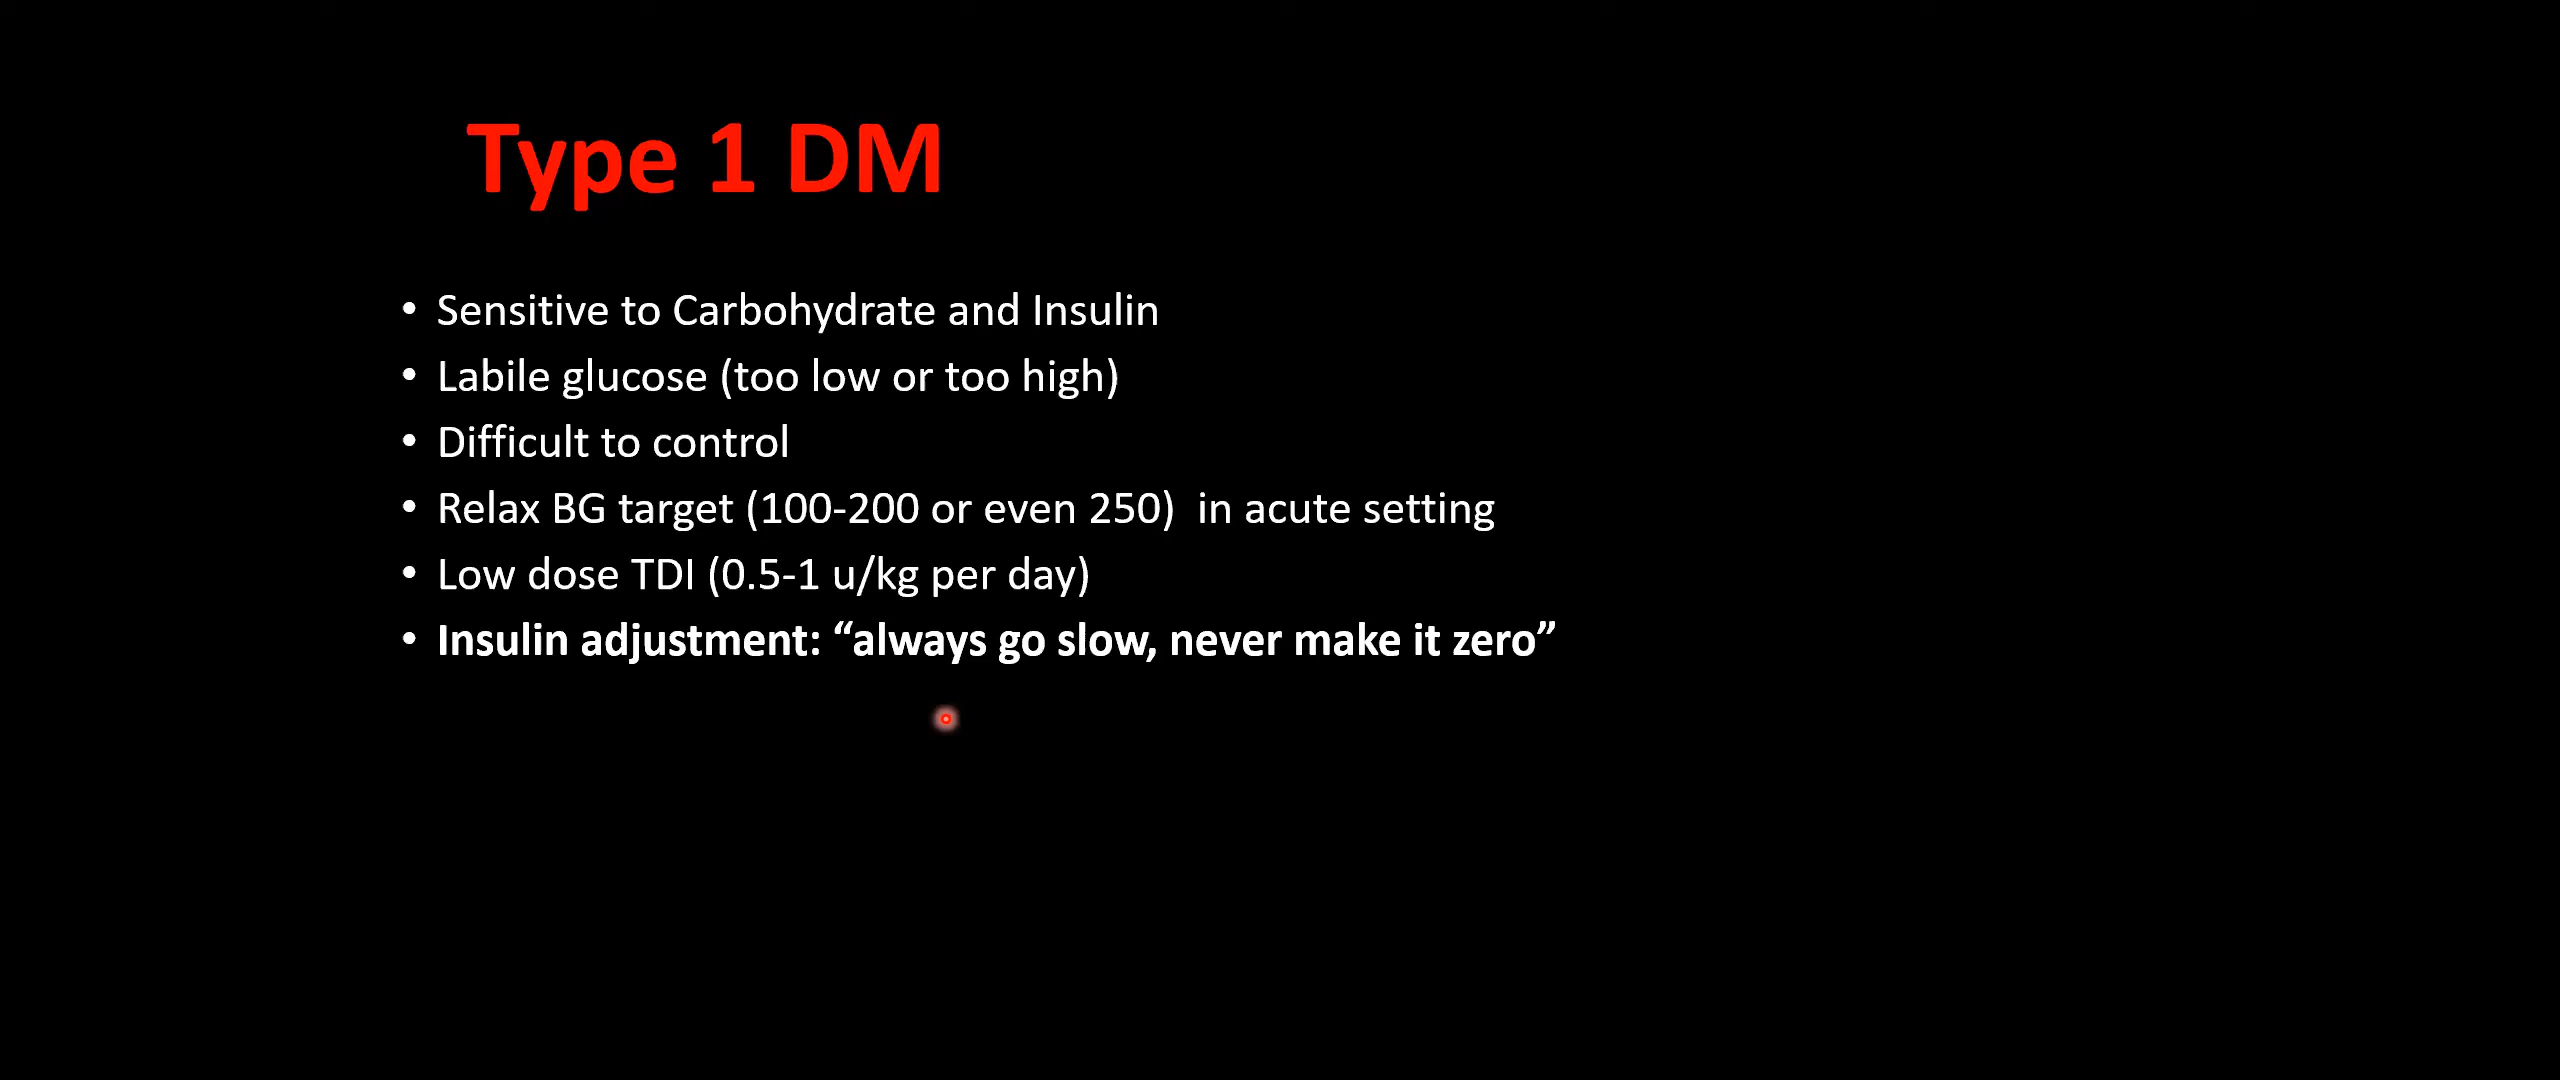 Type 1 DM
• Sensitive to Carbohydrate and Insulin
• Labile glucose (too low or too high)
• Difficult to control
• Relax BG target (100-200 or even 250)  in acute setting
• Low dose TDI (0.5-1 u/kg per day)
• Insulin adjustment: “always go slow, never make it zero”